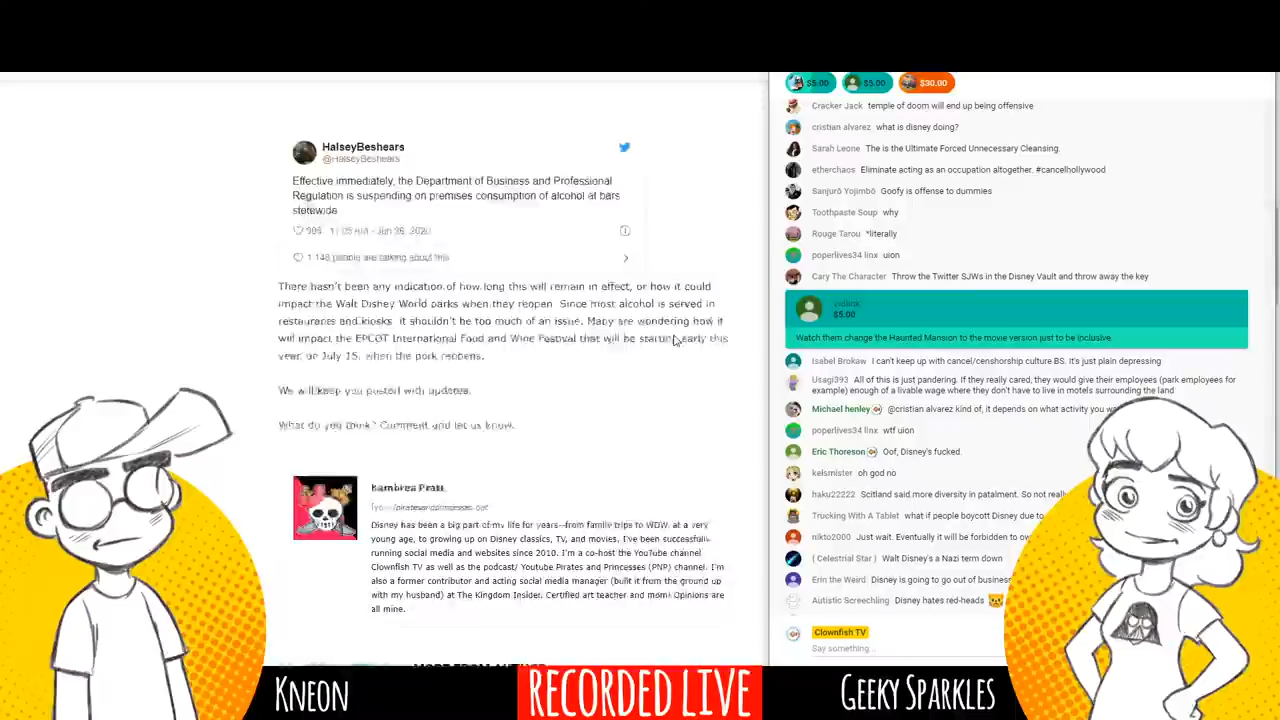 HalseyBeshears
@HalseyBeshears
Effective immediately, the Department of Business and Professional
Regulation is suspending on premises consumption of alcohol at bars
statewide
11:05 AM - Jun 26, 2020
people are talking about this
There hasn't been any indication of how long this will remain in effect, or how it could
impact the Walt Disney World parks when they reopen. Since most alcohol is served in
restaurants and kiosks it shouldn't be too much of an issue. Many are wondering how it
will impact the EPCOT International Food and Wine Festival that will be starting early this
year, on July 15, when the park reopens.
We will keep you posted with updates.
What do you think? Comment and let us know.
Kambrea Pratt
Disney has been a big part of my life for years--from family trips to WDW at a very
young age, to growing up on Disney classics, TV, and movies. I've been successfully
running social media and websites since 2010. I'm a co-host the YouTube channel
Clownfish TV as well as the podcast/ Youtube Pirates and Princesses (PNP) channel. I'm
also a former contributor and acting social media manager (built it from the ground up
with my husband) at The Kingdom Insider. Certified art teacher and mom! Opinions are
all mine.
MORE FROM AUTHOR
$5.00 $5.00 $30.00
Cracker Jack temple of doom will end up being offensive
cristian alvarez what is disney doing?
Sarah Leone The is the Ultimate Forced Unnecessary Cleansing.
etherchaos Eliminate acting as an occupation altogether. #cancelhollywood
Sanjurō Yojimbō Goofy is offense to dummies
Toothpaste Soup why
Rouge Tarou *literally
poperlives34 linx uion
Cary The Character Throw the Twitter SJWs in the Disney Vault and throw away the key
vidlink
$5.00
Watch them change the Haunted Mansion to the movie version just to be inclusive.
Isabel Brokaw I can't keep up with cancel/censorship culture BS. It's just plain depressing
Usagi393 All of this is just pandering. If they really cared, they would give their employees (park employees for
example) enough of a livable wage where they don't have to live in motels surrounding the land
Michael henley @cristian alvarez kind of, it depends on what activity you
poperlives34 linx wtf uion
Eric Thoreson Oof, Disney's fucked.
kelsmister oh god no
haku22222 Scitland said more diversity in patalment. So not
Trucking With A Tablet what if people boycott Disney due to
nikto2000 Just wait. Eventually it will be forbidden to
( Celestrial Star ) Walt Disney's a Nazi term down
Erin the Weird Disney is going to go out of business
Autistic Screechling Disney hates red-heads
Clownfish TV
Say something...
KNEON
RECORDED LIVE
GEEKY SPARKLES